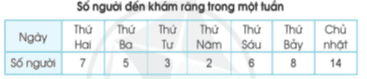 Số người đến khám răng trong một tuần
Ngày Thứ Hai Thứ Ba Thứ Tư Thứ Năm Thứ Sáu Thứ Bảy Chủ nhật
Số người 7 5 3 2 6 8 14